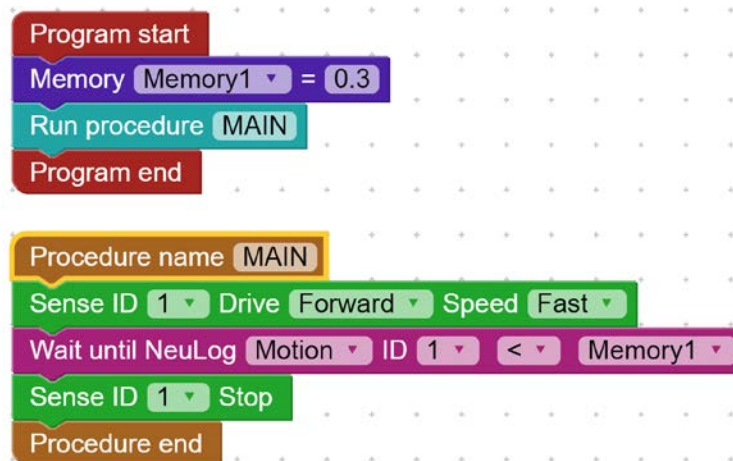 Program start
Memory Memory1 = 0.3
Run procedure MAIN
Program end
Procedure name MAIN
Sense ID 1 Drive Forward Speed Fast
Wait until NeuLog Motion ID 1 < Memory1
Sense ID 1 Stop
Procedure end